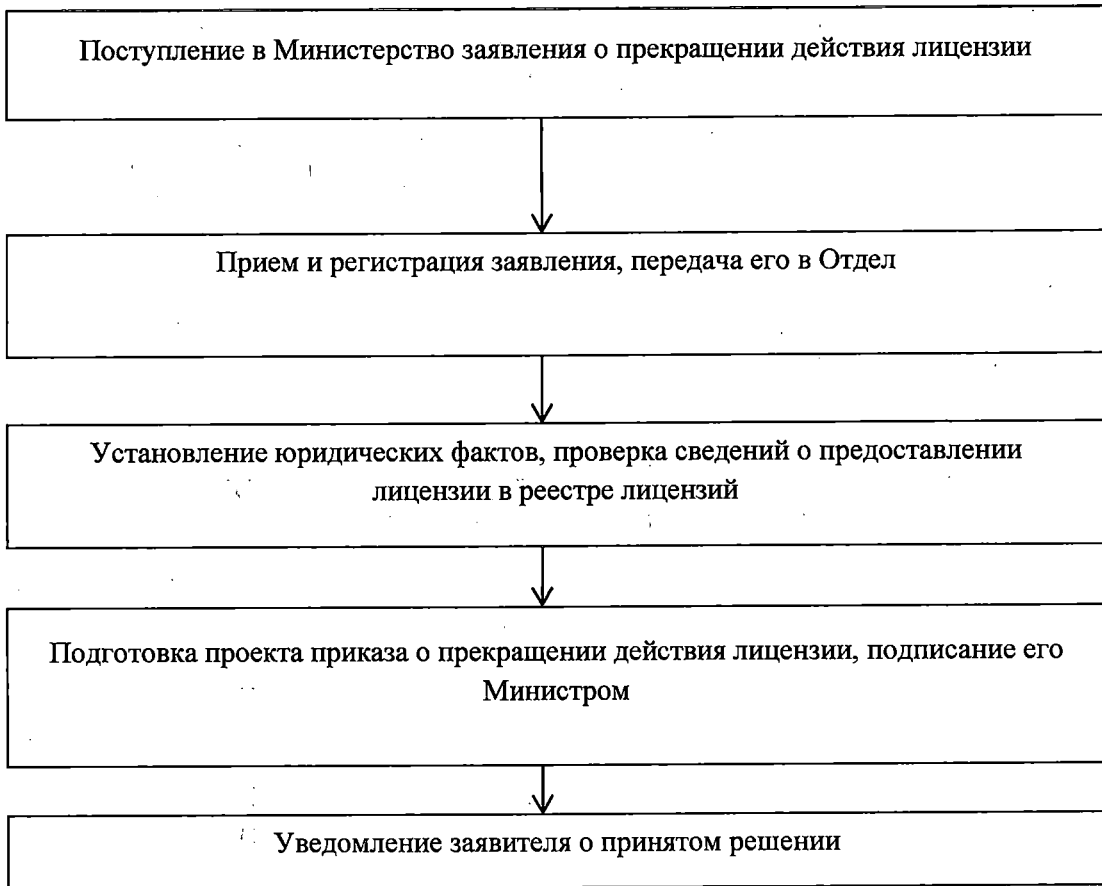 Поступление в Министерство заявления о прекращении действия лицензии
Прием и регистрация заявления, передача его в Отдел
Установление юридических фактов, проверка сведений о предоставлении
лицензии в реестре лицензий
Подготовка проекта приказа о прекращении действия лицензии, подписание его
Министром
Уведомление заявителя о принятом решении